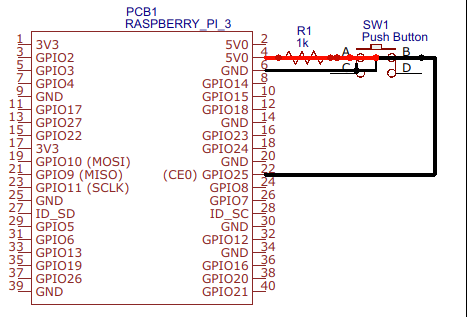 PCB1
RASPBERRY_PI_3
R1
1k
SW1
Push Button
A B
C D
1 3V3 5V0 2
3 GPIO2 5V0 4
5 GPIO3 GND 6
7 GPIO4 GPIO14 8
9 GND GPIO15 10
11 GPIO17 GPIO18 12
13 GPIO27 GND 14
15 GPIO22 GPIO23 16
17 3V3 GPIO24 18
19 GPIO10 (MOSI) GND 20
21 GPIO9 (MISO) (CE0) GPIO25 22
23 GPIO11 (SCLK) GPIO8 24
25 GND GPIO7 26
27 ID_SD ID_SC 28
29 GPIO5 GND 30
31 GPIO6 GPIO12 32
33 GPIO13 GND 34
35 GPIO19 GPIO16 36
37 GPIO26 GPIO20 38
39 GND GPIO21 40